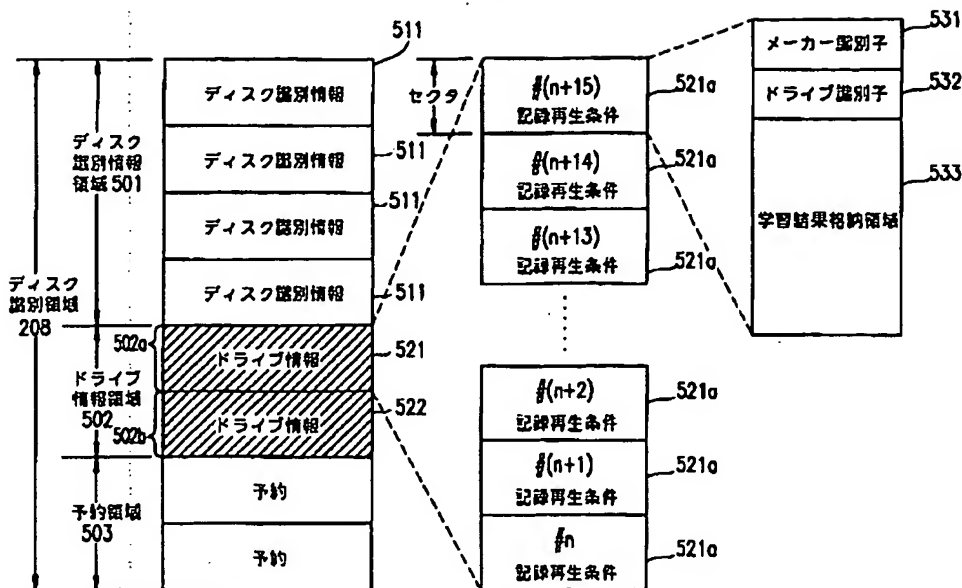 511
ディスク識別情報
ディスク識別情報
511
ディスク識別情報
511
ディスク識別情報
511
ドライブ情報
521
ドライブ情報
522
予約
予約
ディスク
識別情報
領域 501
ディスク
識別領域
208
502a
ドライブ
情報領域
502
502b
予約領域
503
セクタ
#(n+15)
記録再生条件
521a
#(n+14)
記録再生条件
521a
#(n+13)
記録再生条件
521a
#(n+2)
記録再生条件
521a
#(n+1)
記録再生条件
521a
#n
記録再生条件
521a
メーカー識別子
531
ドライブ識別子
532
学習結果格納領域
533